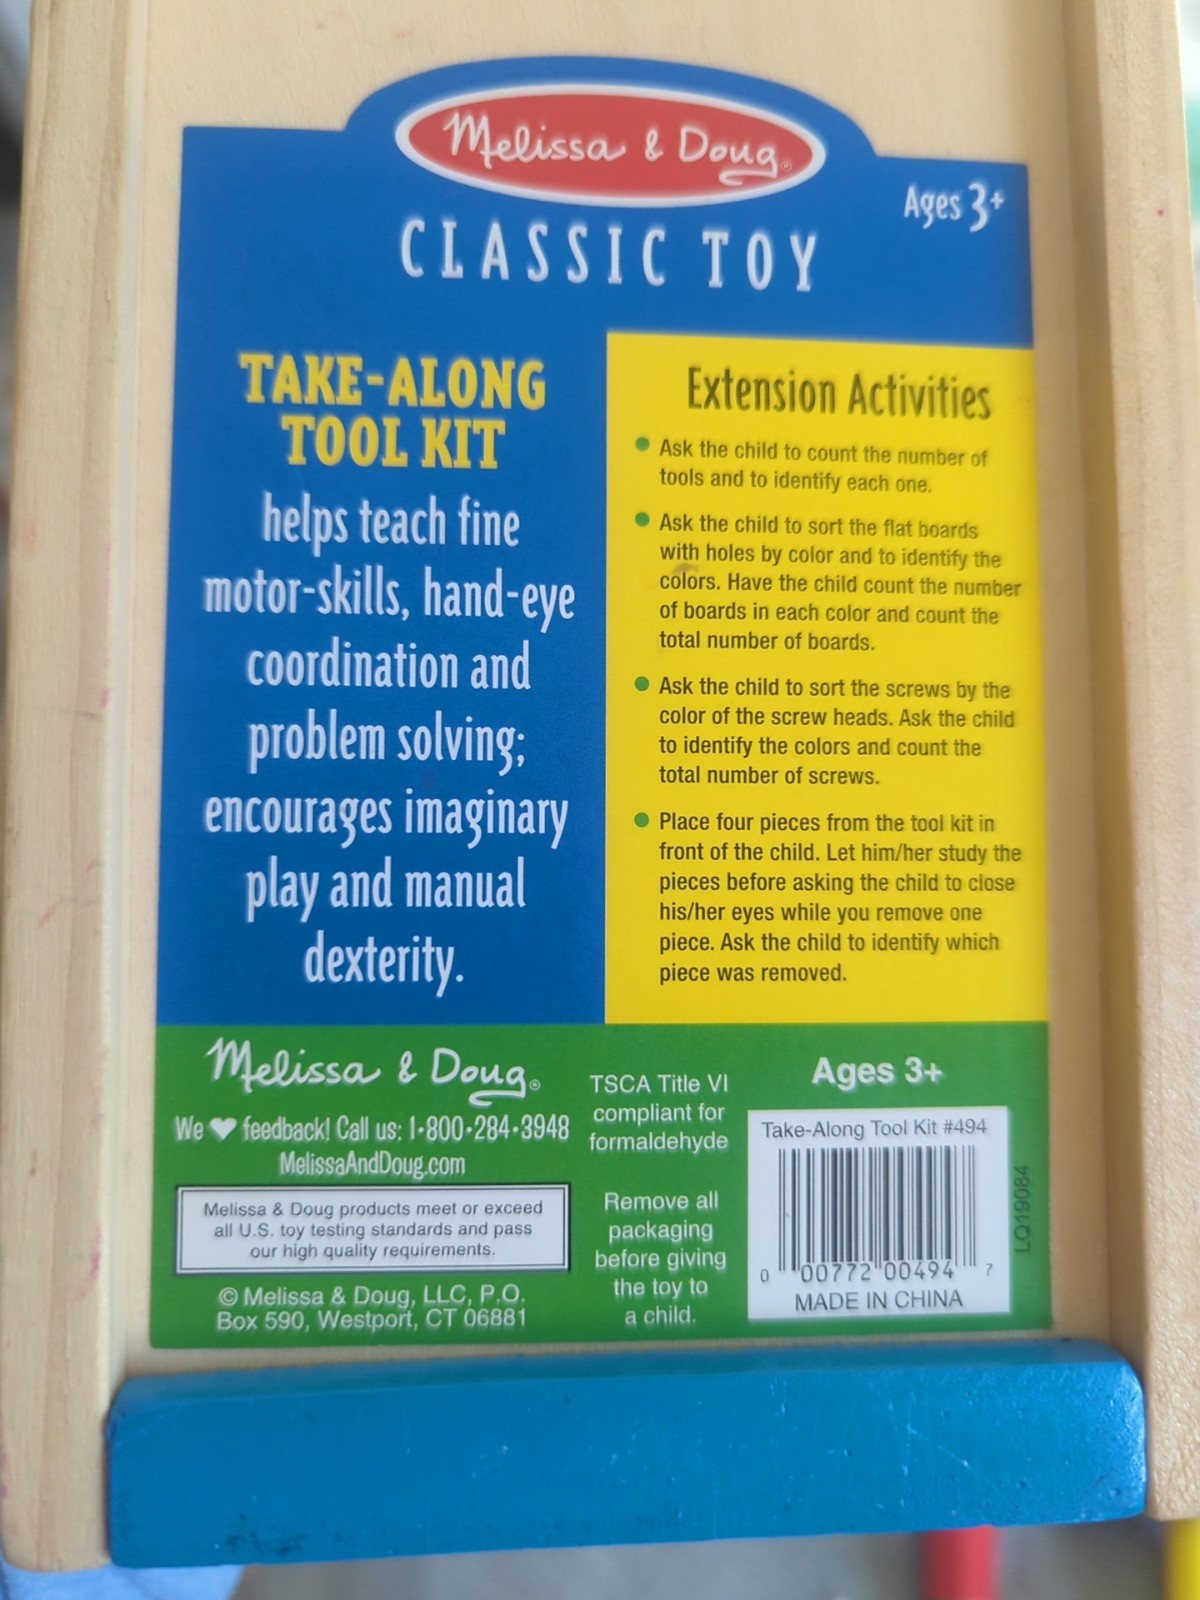 Melissa & Doug®
Ages 3+
CLASSIC TOY
TAKE-ALONG
TOOL KIT
helps teach fine
motor-skills, hand-eye
coordination and
problem solving;
encourages imaginary
play and manual
dexterity.
Extension Activities
• Ask the child to count the number of
tools and to identify each one.
• Ask the child to sort the flat boards
with holes by color and to identify the
colors. Have the child count the number
of boards in each color and count the
total number of boards.
• Ask the child to sort the screws by the
color of the screw heads. Ask the child
to identify the colors and count the
total number of screws.
• Place four pieces from the tool kit in
front of the child. Let him/her study the
pieces before asking the child to close
his/her eyes while you remove one
piece. Ask the child to identify which
piece was removed.
Melissa & Doug®
We ♥ feedback! Call us: 1•800•284•3948
MelissaAndDoug.com
Melissa & Doug products meet or exceed
all U.S. toy testing standards and pass
our high quality requirements.
© Melissa & Doug, LLC, P.O.
Box 590, Westport, CT 06881
TSCA Title VI
compliant for
formaldehyde
Remove all
packaging
before giving
the toy to
a child.
Ages 3+
Take-Along Tool Kit #494
0 00772 00494 7
MADE IN CHINA
LQ19084